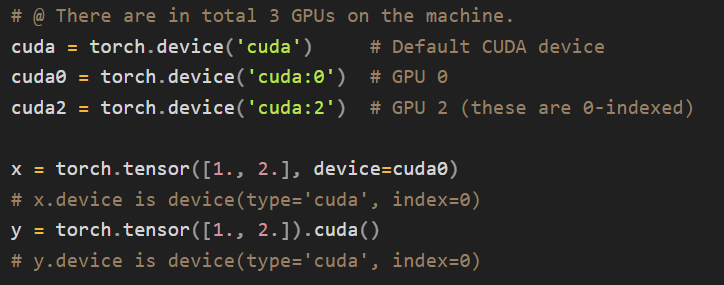 # @ There are in total 3 GPUs on the machine.
cuda = torch.device('cuda')     # Default CUDA device
cuda0 = torch.device('cuda:0')  # GPU 0
cuda2 = torch.device('cuda:2')  # GPU 2 (these are 0-indexed)

x = torch.tensor([1., 2.], device=cuda0)
# x.device is device(type='cuda', index=0)
y = torch.tensor([1., 2.]).cuda()
# y.device is device(type='cuda', index=0)